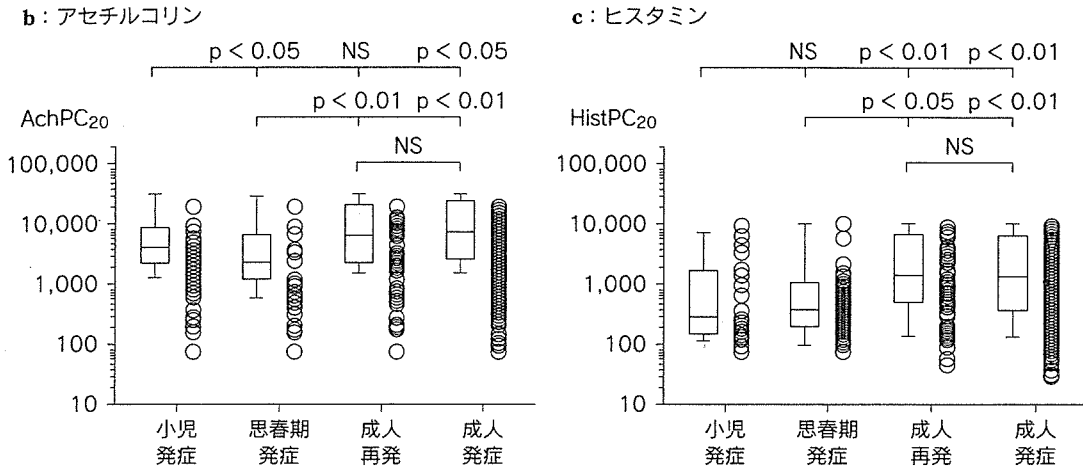 b：アセチルコリン
p < 0.05 NS p < 0.05
p < 0.01 p < 0.01
AchPC20
NS
100,000
10,000
1,000
100
10
小児発症
思春期発症
成人再発
成人発症
c：ヒスタミン
NS p < 0.01 p < 0.01
p < 0.05 p < 0.01
HistPC20
NS
100,000
10,000
1,000
100
10
小児発症
思春期発症
成人再発
成人発症